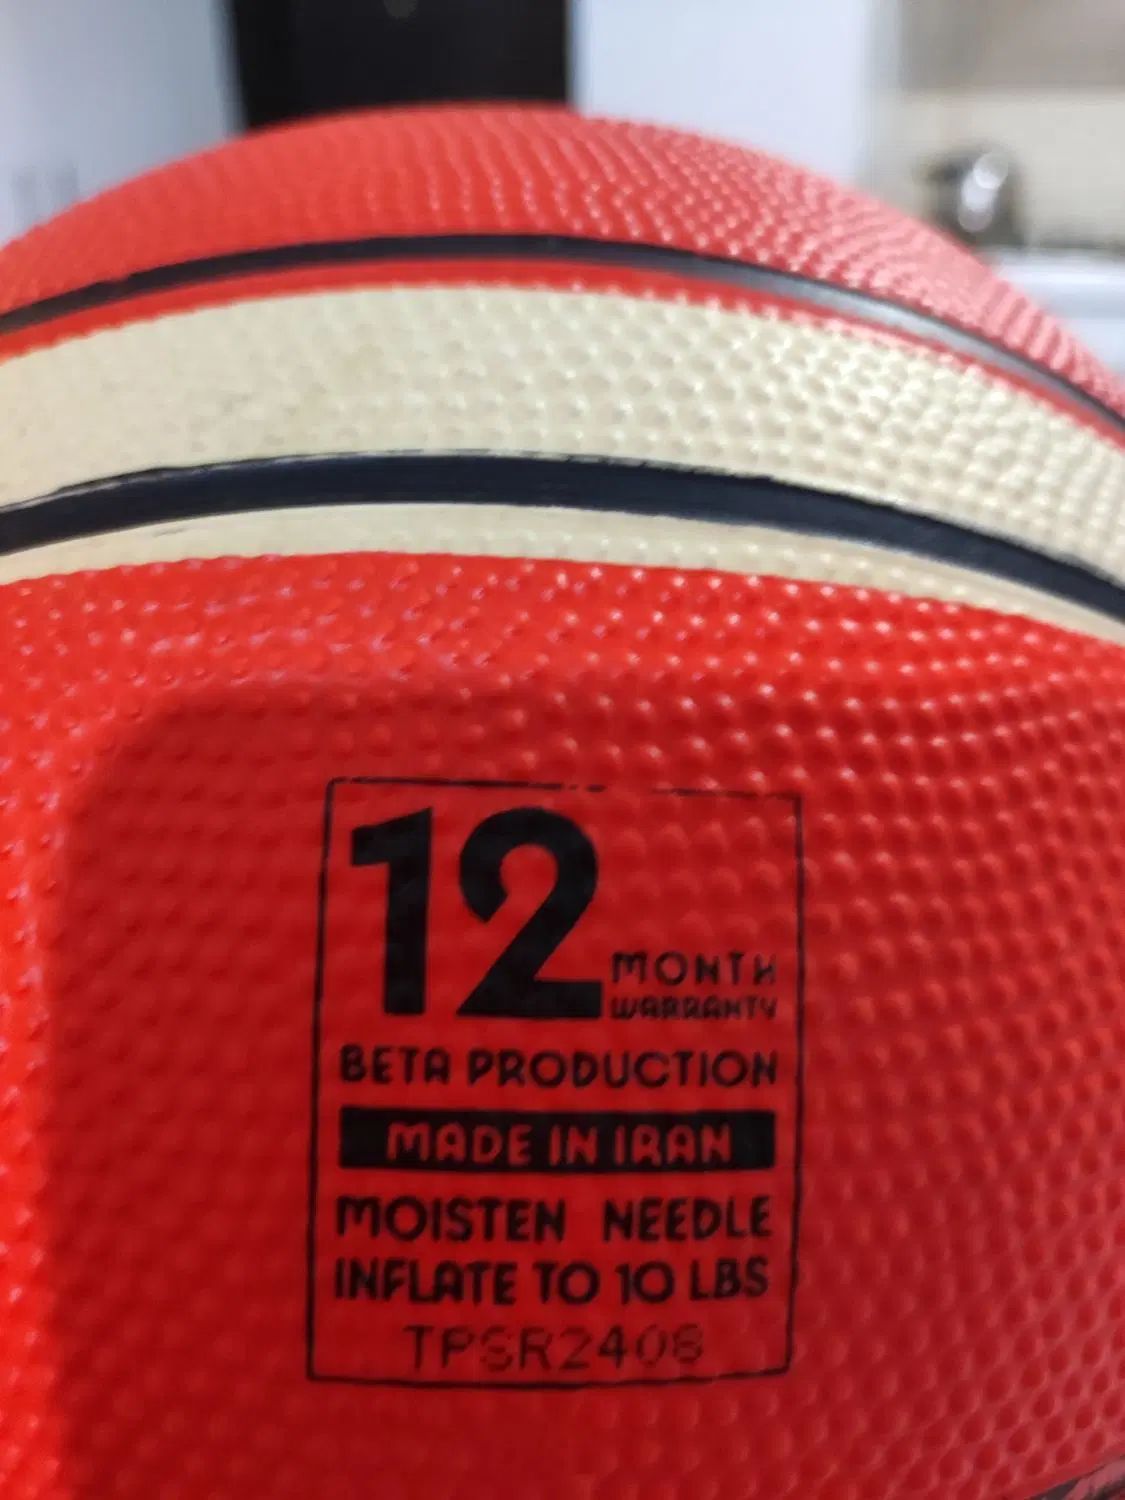 12 MONTH
WARRANTY
BETA PRODUCTION
MADE IN IRAN
MOISTEN NEEDLE
INFLATE TO 10 LBS
TPSR2408